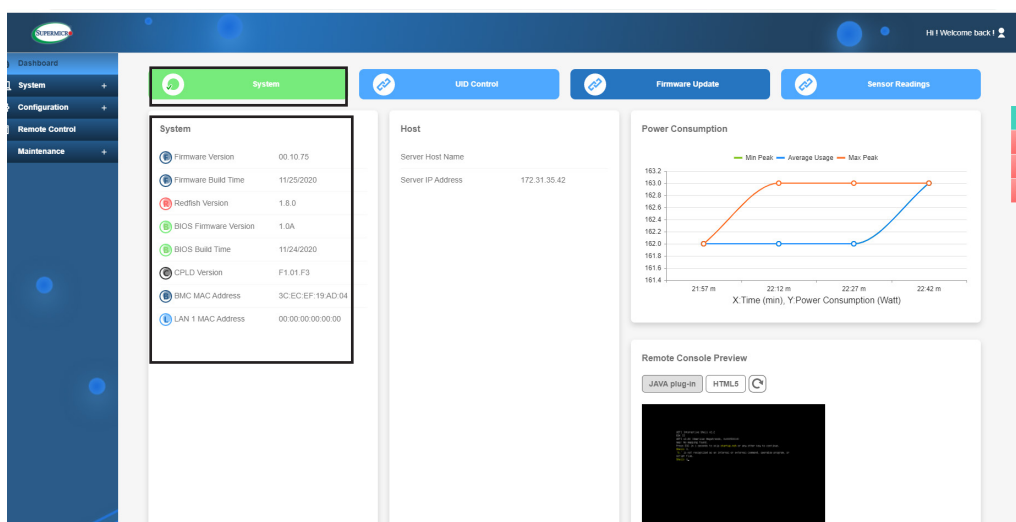 SUPERMICRO
Hi ! Welcome back !
Dashboard
System +
Configuration +
Remote Control
Maintenance +
System
UID Control
Firmware Update
Sensor Readings
System
Firmware Version 00.10.75
Firmware Build Time 11/25/2020
Redfish Version 1.8.0
BIOS Firmware Version 1.0A
BIOS Build Time 11/24/2020
CPLD Version F1.01.F3
BMC MAC Address 3C:EC:EF:19:AD:04
LAN 1 MAC Address 00:00:00:00:00:00
Host
Server Host Name
Server IP Address 172.31.35.42
Power Consumption
Min Peak Average Usage Max Peak
163.2
163.0
162.8
162.6
162.4
162.2
162.0
161.8
161.6
161.4
21:57 m 22:12 m 22:27 m 22:42 m
X:Time (min), Y:Power Consumption (Watt)
Remote Console Preview
JAVA plug-in HTML5